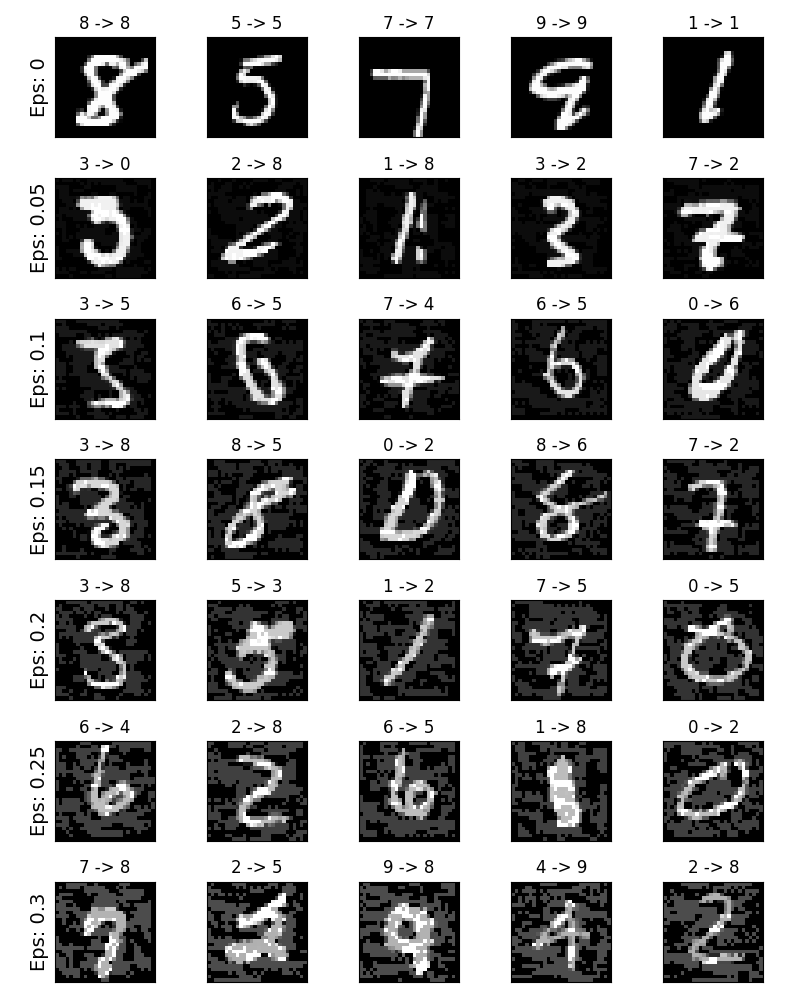 8 -> 8 5 -> 5 7 -> 7 9 -> 9 1 -> 1
Eps: 0
3 -> 0 2 -> 8 1 -> 8 3 -> 2 7 -> 2
Eps: 0.05
3 -> 5 6 -> 5 7 -> 4 6 -> 5 0 -> 6
Eps: 0.1
3 -> 8 8 -> 5 0 -> 2 8 -> 6 7 -> 2
Eps: 0.15
3 -> 8 5 -> 3 1 -> 2 7 -> 5 0 -> 5
Eps: 0.2
6 -> 4 2 -> 8 6 -> 5 1 -> 8 0 -> 2
Eps: 0.25
7 -> 8 2 -> 5 9 -> 8 4 -> 9 2 -> 8
Eps: 0.3